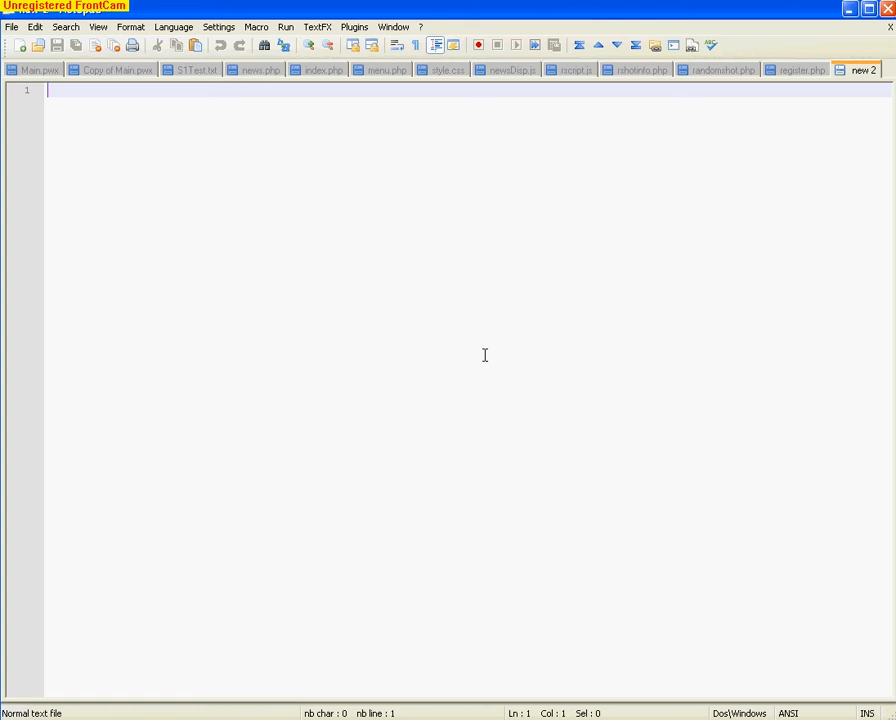 Unregistered FrontCam
File Edit Search View Format Language Settings Macro Run TextFX Plugins Window ? X
Main.pwx Copy of Main.pwx S1Test.txt news.php index.php menu.php style.css newsDisp.js rscript.js rshotinfo.php randomshot.php register.php new 2
1
Normal text file nb char : 0 nb line : 1 Ln : 1 Col : 1 Sel : 0 Dos\Windows ANSI INS